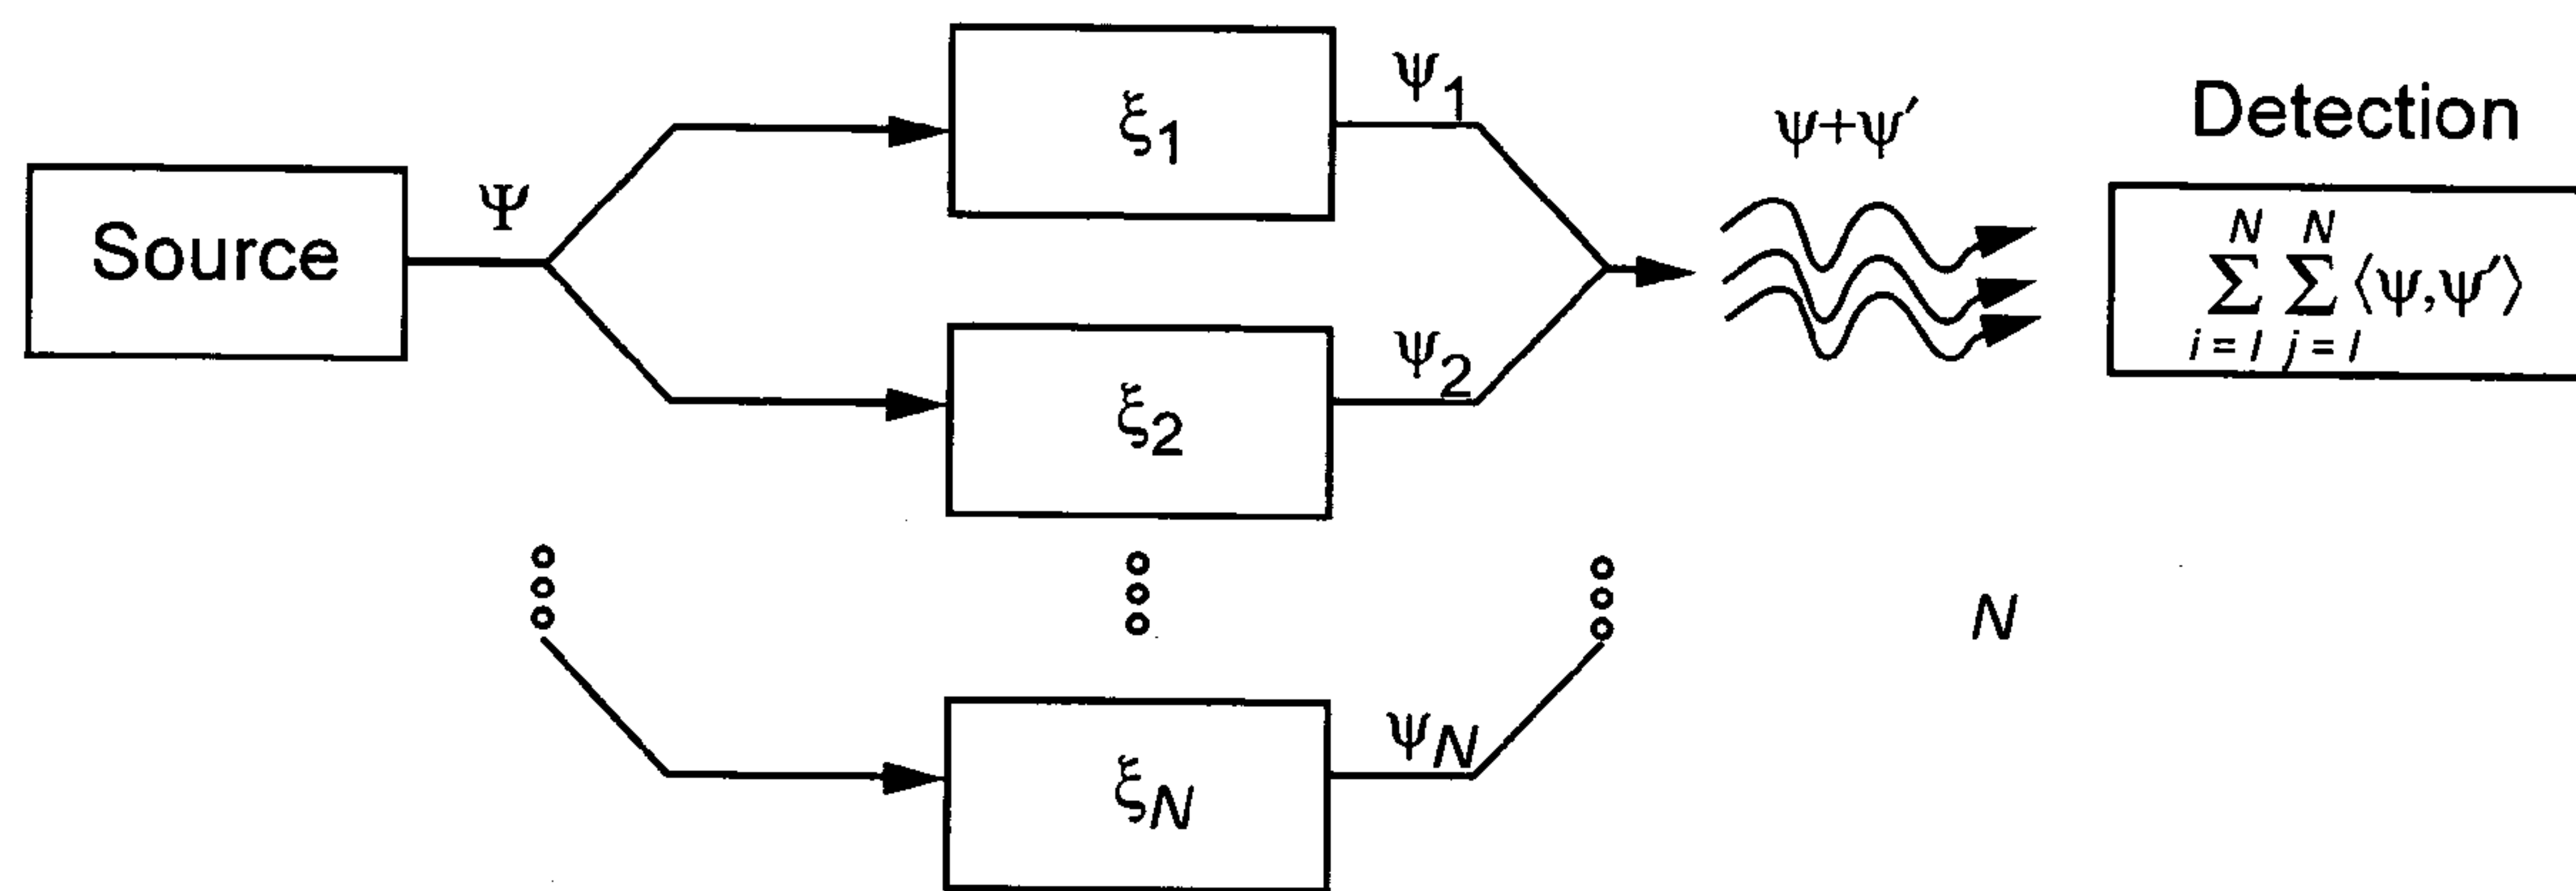 Source
Ψ
ξ1
ψ1
ξ2
ψ2
ξN
ψN
ψ+ψ′
N
Detection
N N
Σ Σ ⟨ψ,ψ′⟩
i = l j = l